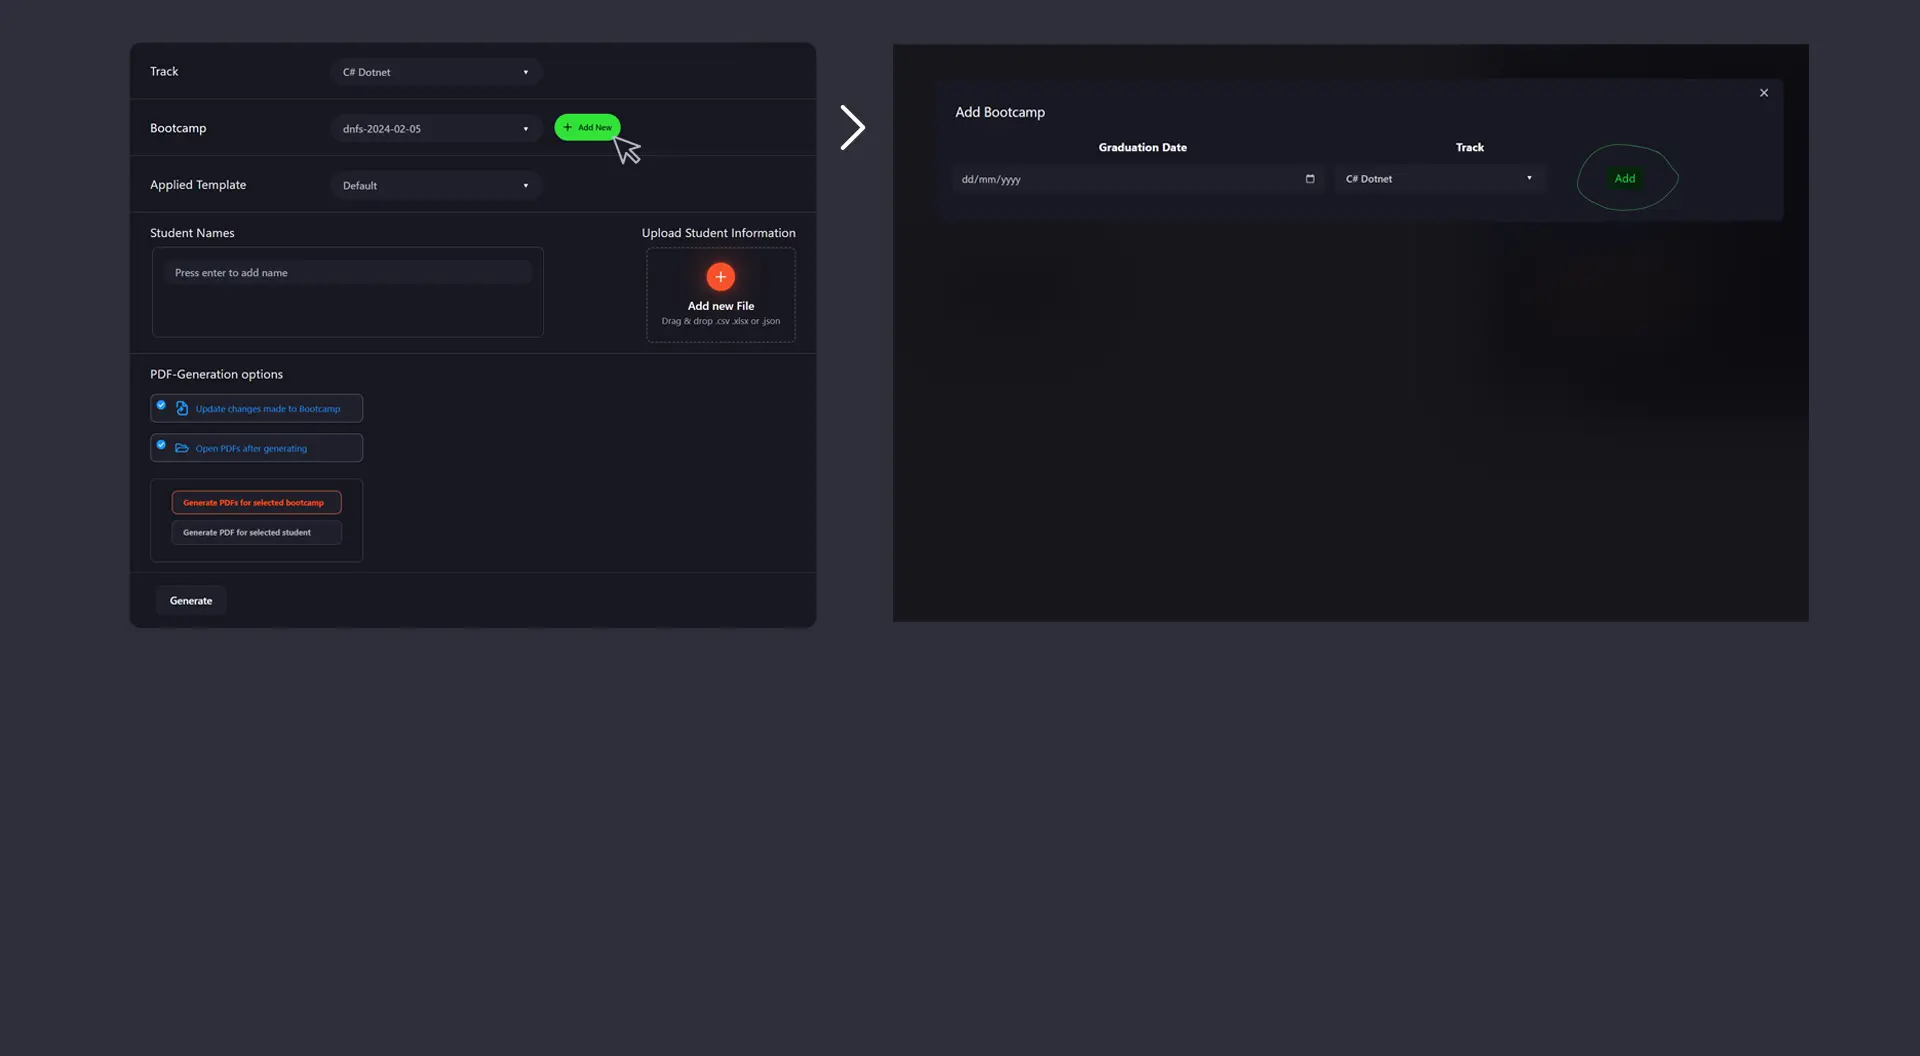 Track
C# Dotnet
Bootcamp
dnfs-2024-02-05
+ Add New
Applied Template
Default
Student Names
Press enter to add name
Upload Student Information
Add new File
Drag & drop .csv .xlsx or .json
PDF-Generation options
Update changes made to Bootcamp
Open PDFs after generating
Generate PDFs for selected bootcamp
Generate PDF for selected student
Generate
Add Bootcamp
Graduation Date
Track
dd/mm/yyyy
C# Dotnet
Add